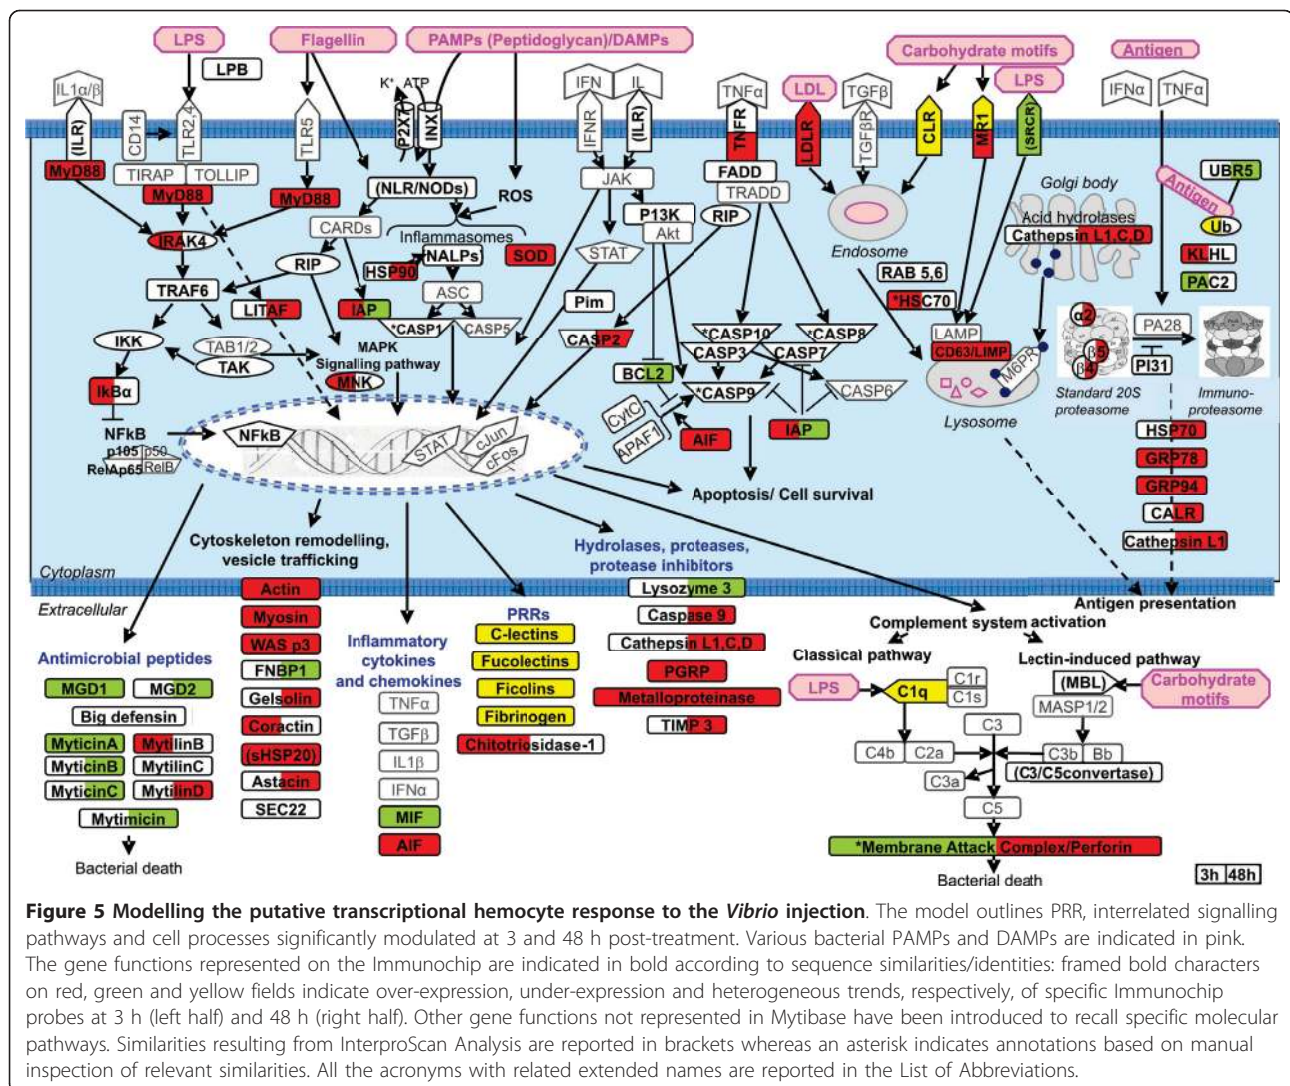 LPS
Flagellin
PAMPs (Peptidoglycan)/DAMPs
Carbohydrate motifs
Antigen
LPB
K⁺ ATP
IL1α/β
IFN IL
TNFα
LDL
TGFβ
LPS
IFNα TNFα
(ILR)
CD14
TLR2,4
TLR5
P2X7
INX
IFNR
(ILR)
TNFR
LDLR
TGFβR
CLR
MR1
(SRCR)
MyD88
TIRAP TOLLIP
MyD88
MyD88
(NLR/NODs)
ROS
JAK
FADD
TRADD
Endosome
Golgi body
Acid hydrolases
Cathepsin L1,C,D
UBR5
Antigen
Ub
KLHL
PAC2
IRAK4
CARDs
Inflammasomes
NALPs
HSP90
SOD
P13K
Akt
RIP
STAT
RIP
TRAF6
LITAF
IAP
ASC
*CASP1 CASP5
Pim
CASP2
*CASP10
*CASP8
CASP3 CASP7
RAB 5,6
*HSC70
LAMP
CD63/LIMP
M6PR
Lysosome
α2
β5
β4
PA28
PI31
Standard 20S
proteasome
Immuno-
proteasome
IKK
TAB1/2
TAK
MAPK
Signalling pathway
MNK
BCL2
*CASP9
CASP6
IkBα
CytC
APAF1
AIF
IAP
NFkB
p105 p50
RelAp65 RelB
NFkB
STAT
cJun
cFos
Apoptosis/ Cell survival
HSP70
GRP78
GRP94
CALR
Cathepsin L1
Cytoplasm
Extracellular
Cytoskeleton remodelling,
vesicle trafficking
Actin
Myosin
WAS p3
FNBP1
Gelsolin
Coractin
(sHSP20)
Astacin
SEC22
Hydrolases, proteases,
protease inhibitors
Lysozyme 3
Caspase 9
Cathepsin L1,C,D
PGRP
Metalloproteinase
TIMP 3
Antimicrobial peptides
MGD1 MGD2
Big defensin
MyticinA MytilinB
MyticinB MytilinC
MyticinC MytilinD
Mytimicin
Bacterial death
Inflammatory
cytokines
and chemokines
TNFα
TGFβ
IL1β
IFNα
MIF
AIF
PRRs
C-lectins
Fucolectins
Ficolins
Fibrinogen
Chitotriosidase-1
Antigen presentation
Complement system activation
Classical pathway
Lectin-induced pathway
LPS
C1q
C1r
C1s
(MBL)
Carbohydrate
motifs
MASP1/2
C4b C2a
C3
C3b Bb
(C3/C5convertase)
C3a
C5
*Membrane Attack Complex/Perforin
Bacterial death
3h 48h
Figure 5 Modelling the putative transcriptional hemocyte response to the Vibrio injection. The model outlines PRR, interrelated signalling
pathways and cell processes significantly modulated at 3 and 48 h post-treatment. Various bacterial PAMPs and DAMPs are indicated in pink.
The gene functions represented on the Immunochip are indicated in bold according to sequence similarities/identities: framed bold characters
on red, green and yellow fields indicate over-expression, under-expression and heterogeneous trends, respectively, of specific Immunochip
probes at 3 h (left half) and 48 h (right half). Other gene functions not represented in Mytibase have been introduced to recall specific molecular
pathways. Similarities resulting from InterproScan Analysis are reported in brackets whereas an asterisk indicates annotations based on manual
inspection of relevant similarities. All the acronyms with related extended names are reported in the List of Abbreviations.